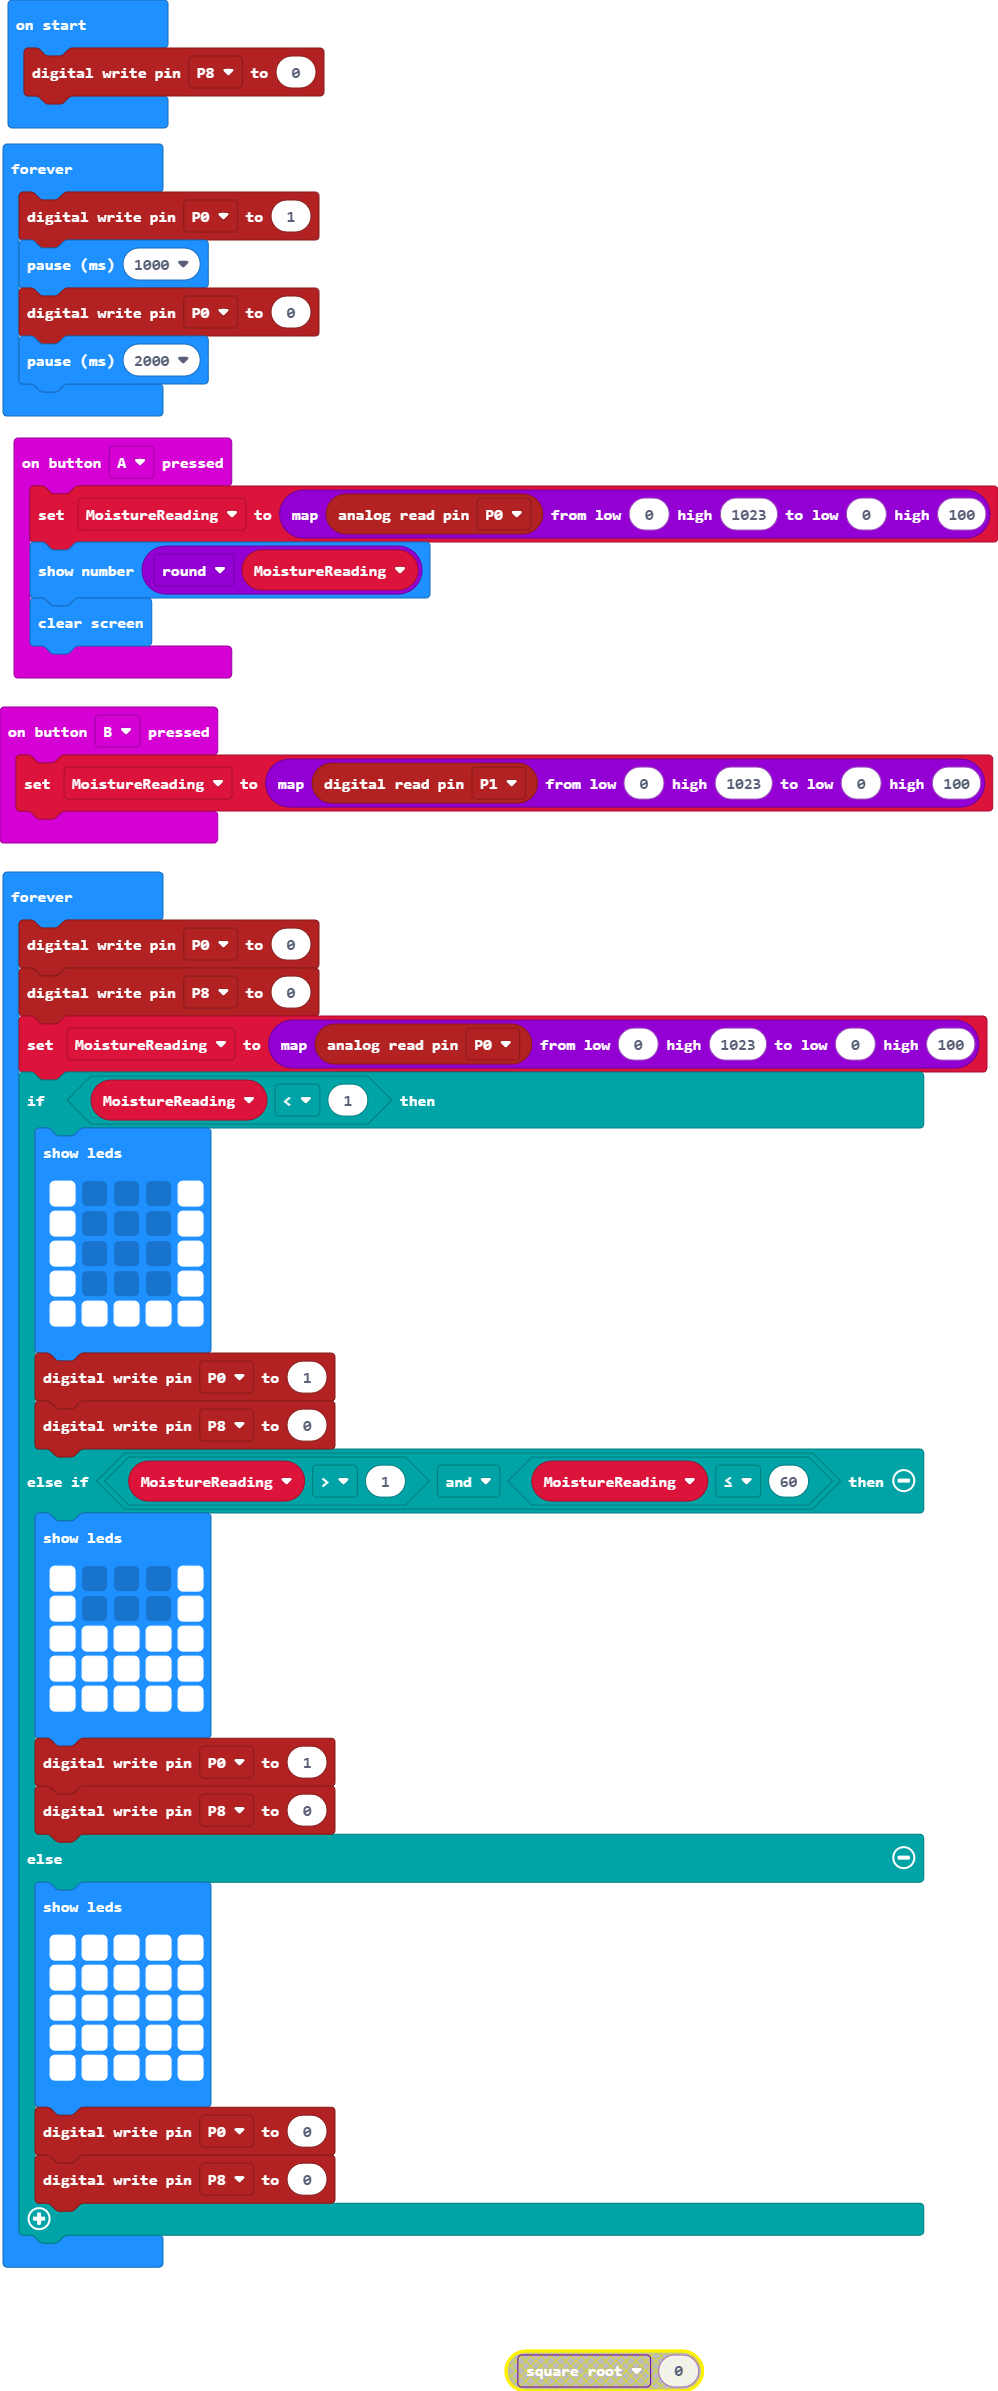 on start
digital write pin P8 to 0
forever
digital write pin P0 to 1
pause (ms) 1000
digital write pin P0 to 0
pause (ms) 2000
on button A pressed
set MoistureReading to map analog read pin P0 from low 0 high 1023 to low 0 high 100
show number round MoistureReading
clear screen
on button B pressed
set MoistureReading to map digital read pin P1 from low 0 high 1023 to low 0 high 100
forever
digital write pin P0 to 0
digital write pin P8 to 0
set MoistureReading to map analog read pin P0 from low 0 high 1023 to low 0 high 100
if MoistureReading < 1 then
show leds
digital write pin P0 to 1
digital write pin P8 to 0
else if MoistureReading > 1 and MoistureReading ≤ 60 then
show leds
digital write pin P0 to 1
digital write pin P8 to 0
else
show leds
digital write pin P0 to 0
digital write pin P8 to 0
square root 0